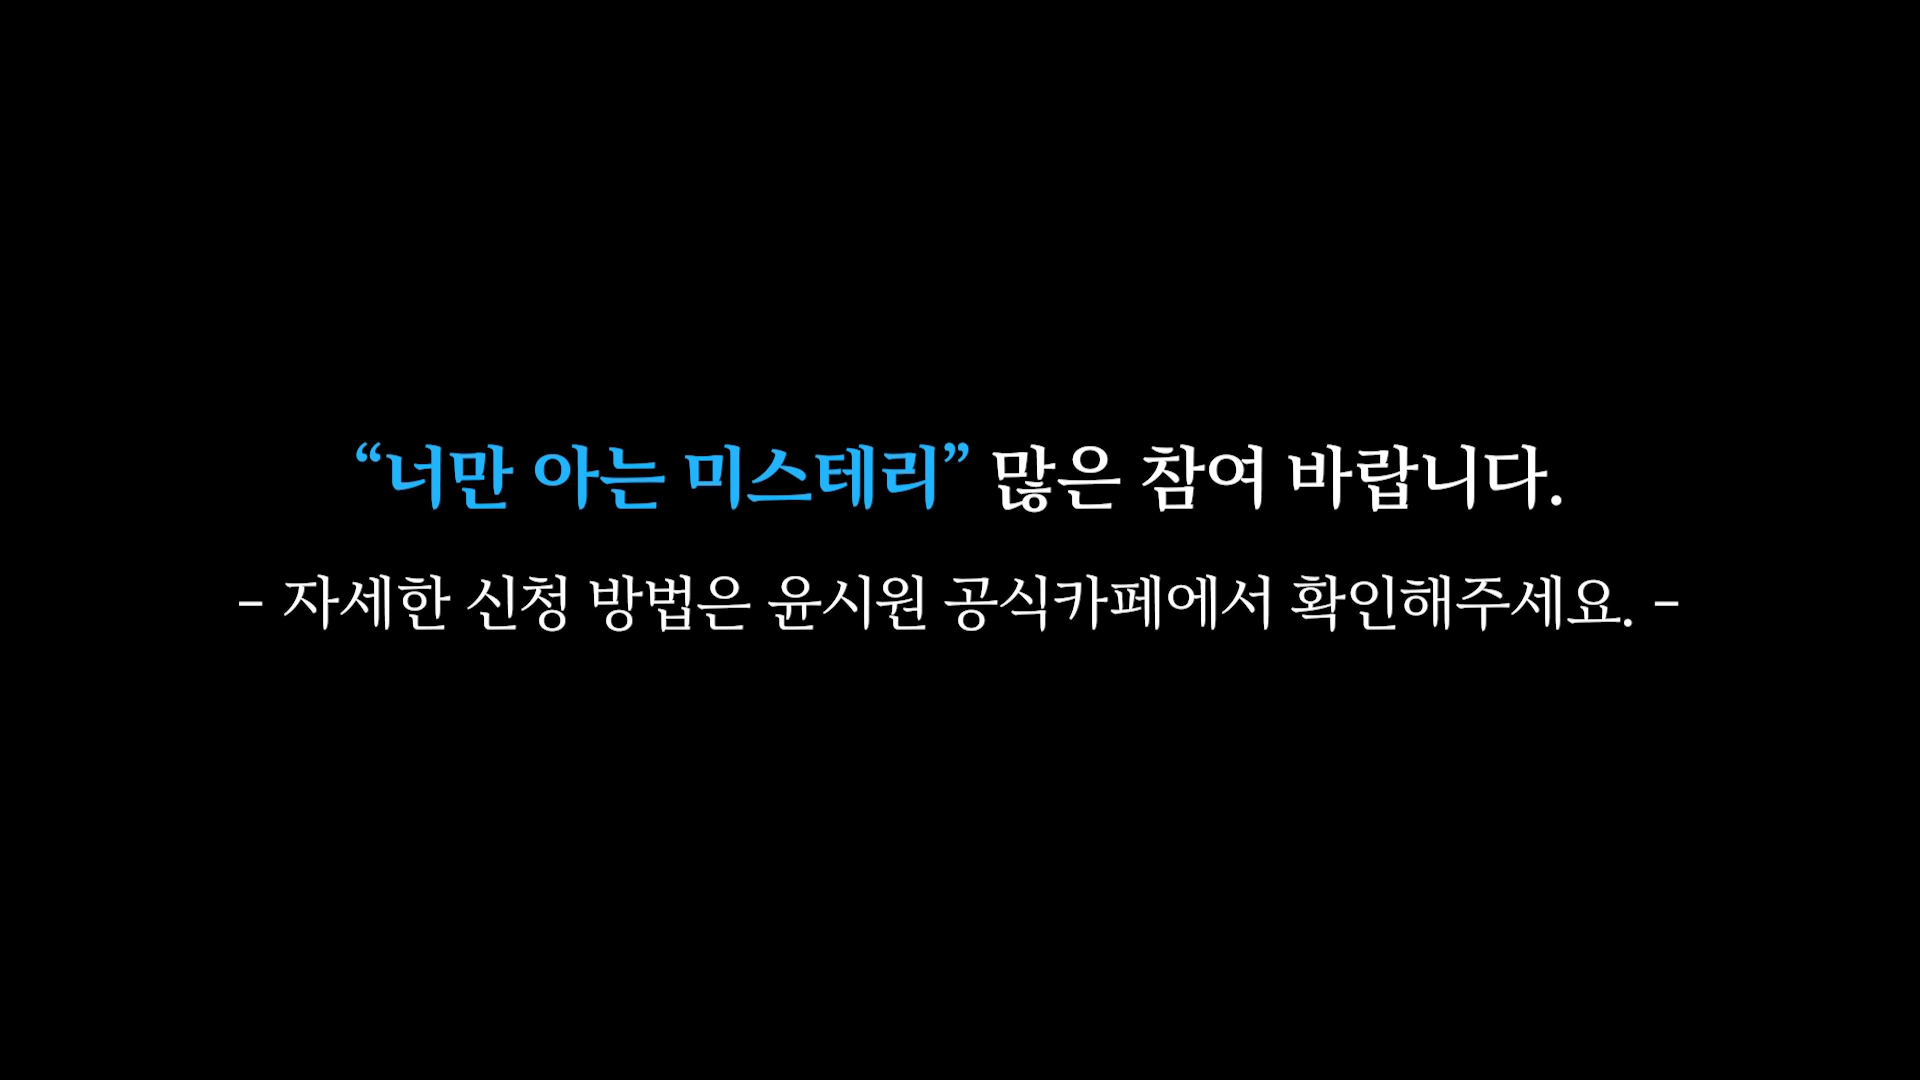 “너만 아는 미스테리” 많은 참여 바랍니다.
- 자세한 신청 방법은 윤시원 공식카페에서 확인해주세요. -